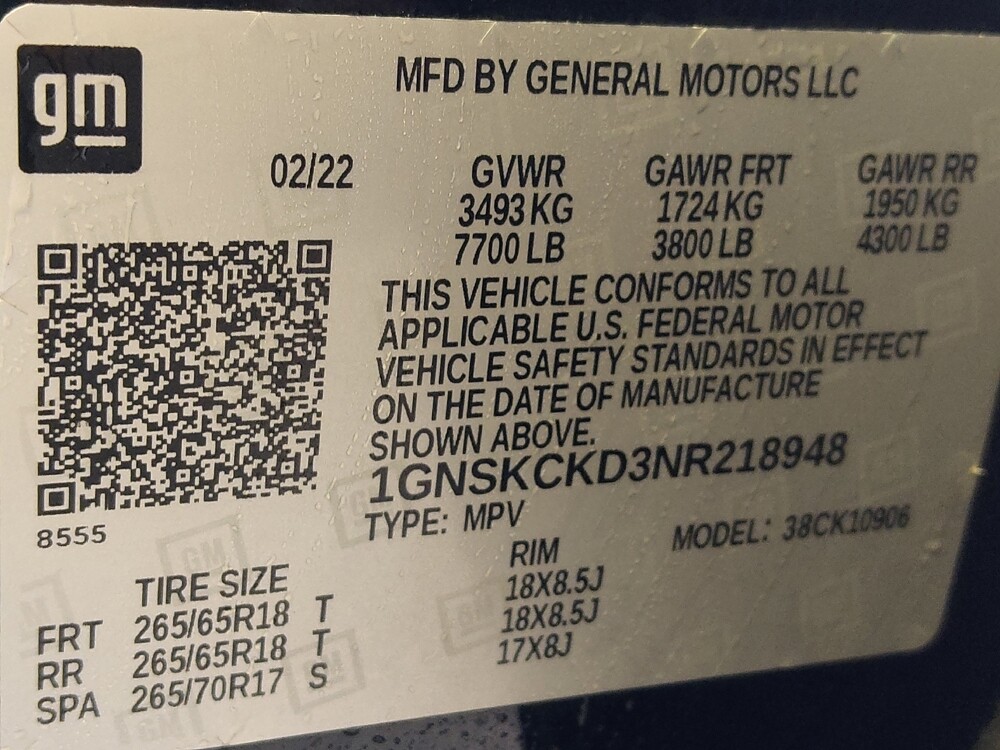 gm
MFD BY GENERAL MOTORS LLC
02/22 GVWR GAWR FRT GAWR RR
3493 KG 1724 KG 1950 KG
7700 LB 3800 LB 4300 LB
THIS VEHICLE CONFORMS TO ALL
APPLICABLE U.S. FEDERAL MOTOR
VEHICLE SAFETY STANDARDS IN EFFECT
ON THE DATE OF MANUFACTURE
SHOWN ABOVE.
1GNSKCKD3NR218948
TYPE: MPV MODEL: 38CK10906
8555
TIRE SIZE RIM
FRT 265/65R18 T 18X8.5J
RR 265/65R18 T 18X8.5J
SPA 265/70R17 S 17X8J